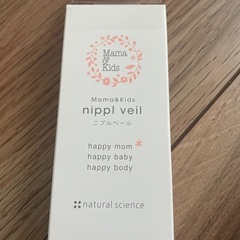 Mama
&
Kids
Mama&Kids
nippl veil
ニプルベール
happy mom*
happy baby
happy body
natural science